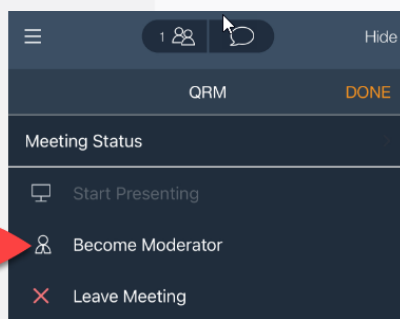 1 Hide
QRM DONE
Meeting Status
Start Presenting
Become Moderator
Leave Meeting